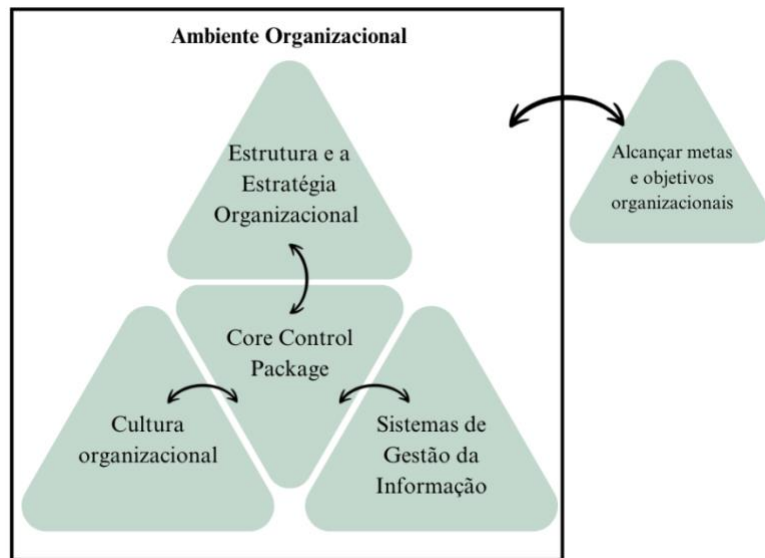 Ambiente Organizacional
Estrutura e a
Estratégia
Organizacional
Alcançar metas
e objetivos
organizacionais
Core Control
Package
Cultura
organizacional
Sistemas de
Gestão da
Informação